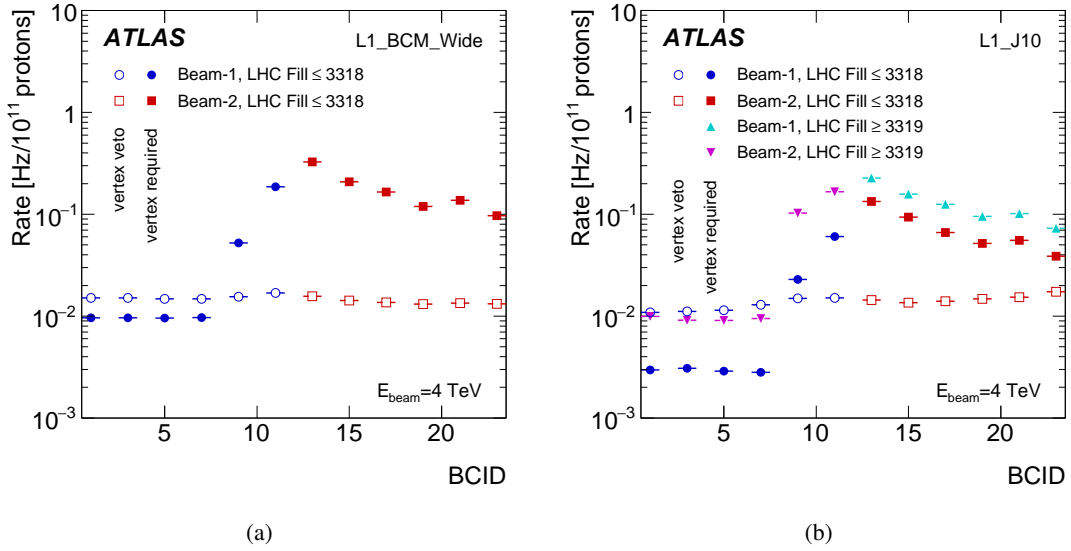 ATLAS
L1_BCM_Wide
Beam-1, LHC Fill ≤ 3318
Beam-2, LHC Fill ≤ 3318
vertex veto
vertex required
E_beam=4 TeV
Rate [Hz/10^11 protons]
10
1
10^−1
10^−2
10^−3
5 10 15 20
BCID
(a)
ATLAS
L1_J10
Beam-1, LHC Fill ≤ 3318
Beam-2, LHC Fill ≤ 3318
Beam-1, LHC Fill ≥ 3319
Beam-2, LHC Fill ≥ 3319
vertex veto
vertex required
E_beam=4 TeV
Rate [Hz/10^11 protons]
10
1
10^−1
10^−2
10^−3
5 10 15 20
BCID
(b)